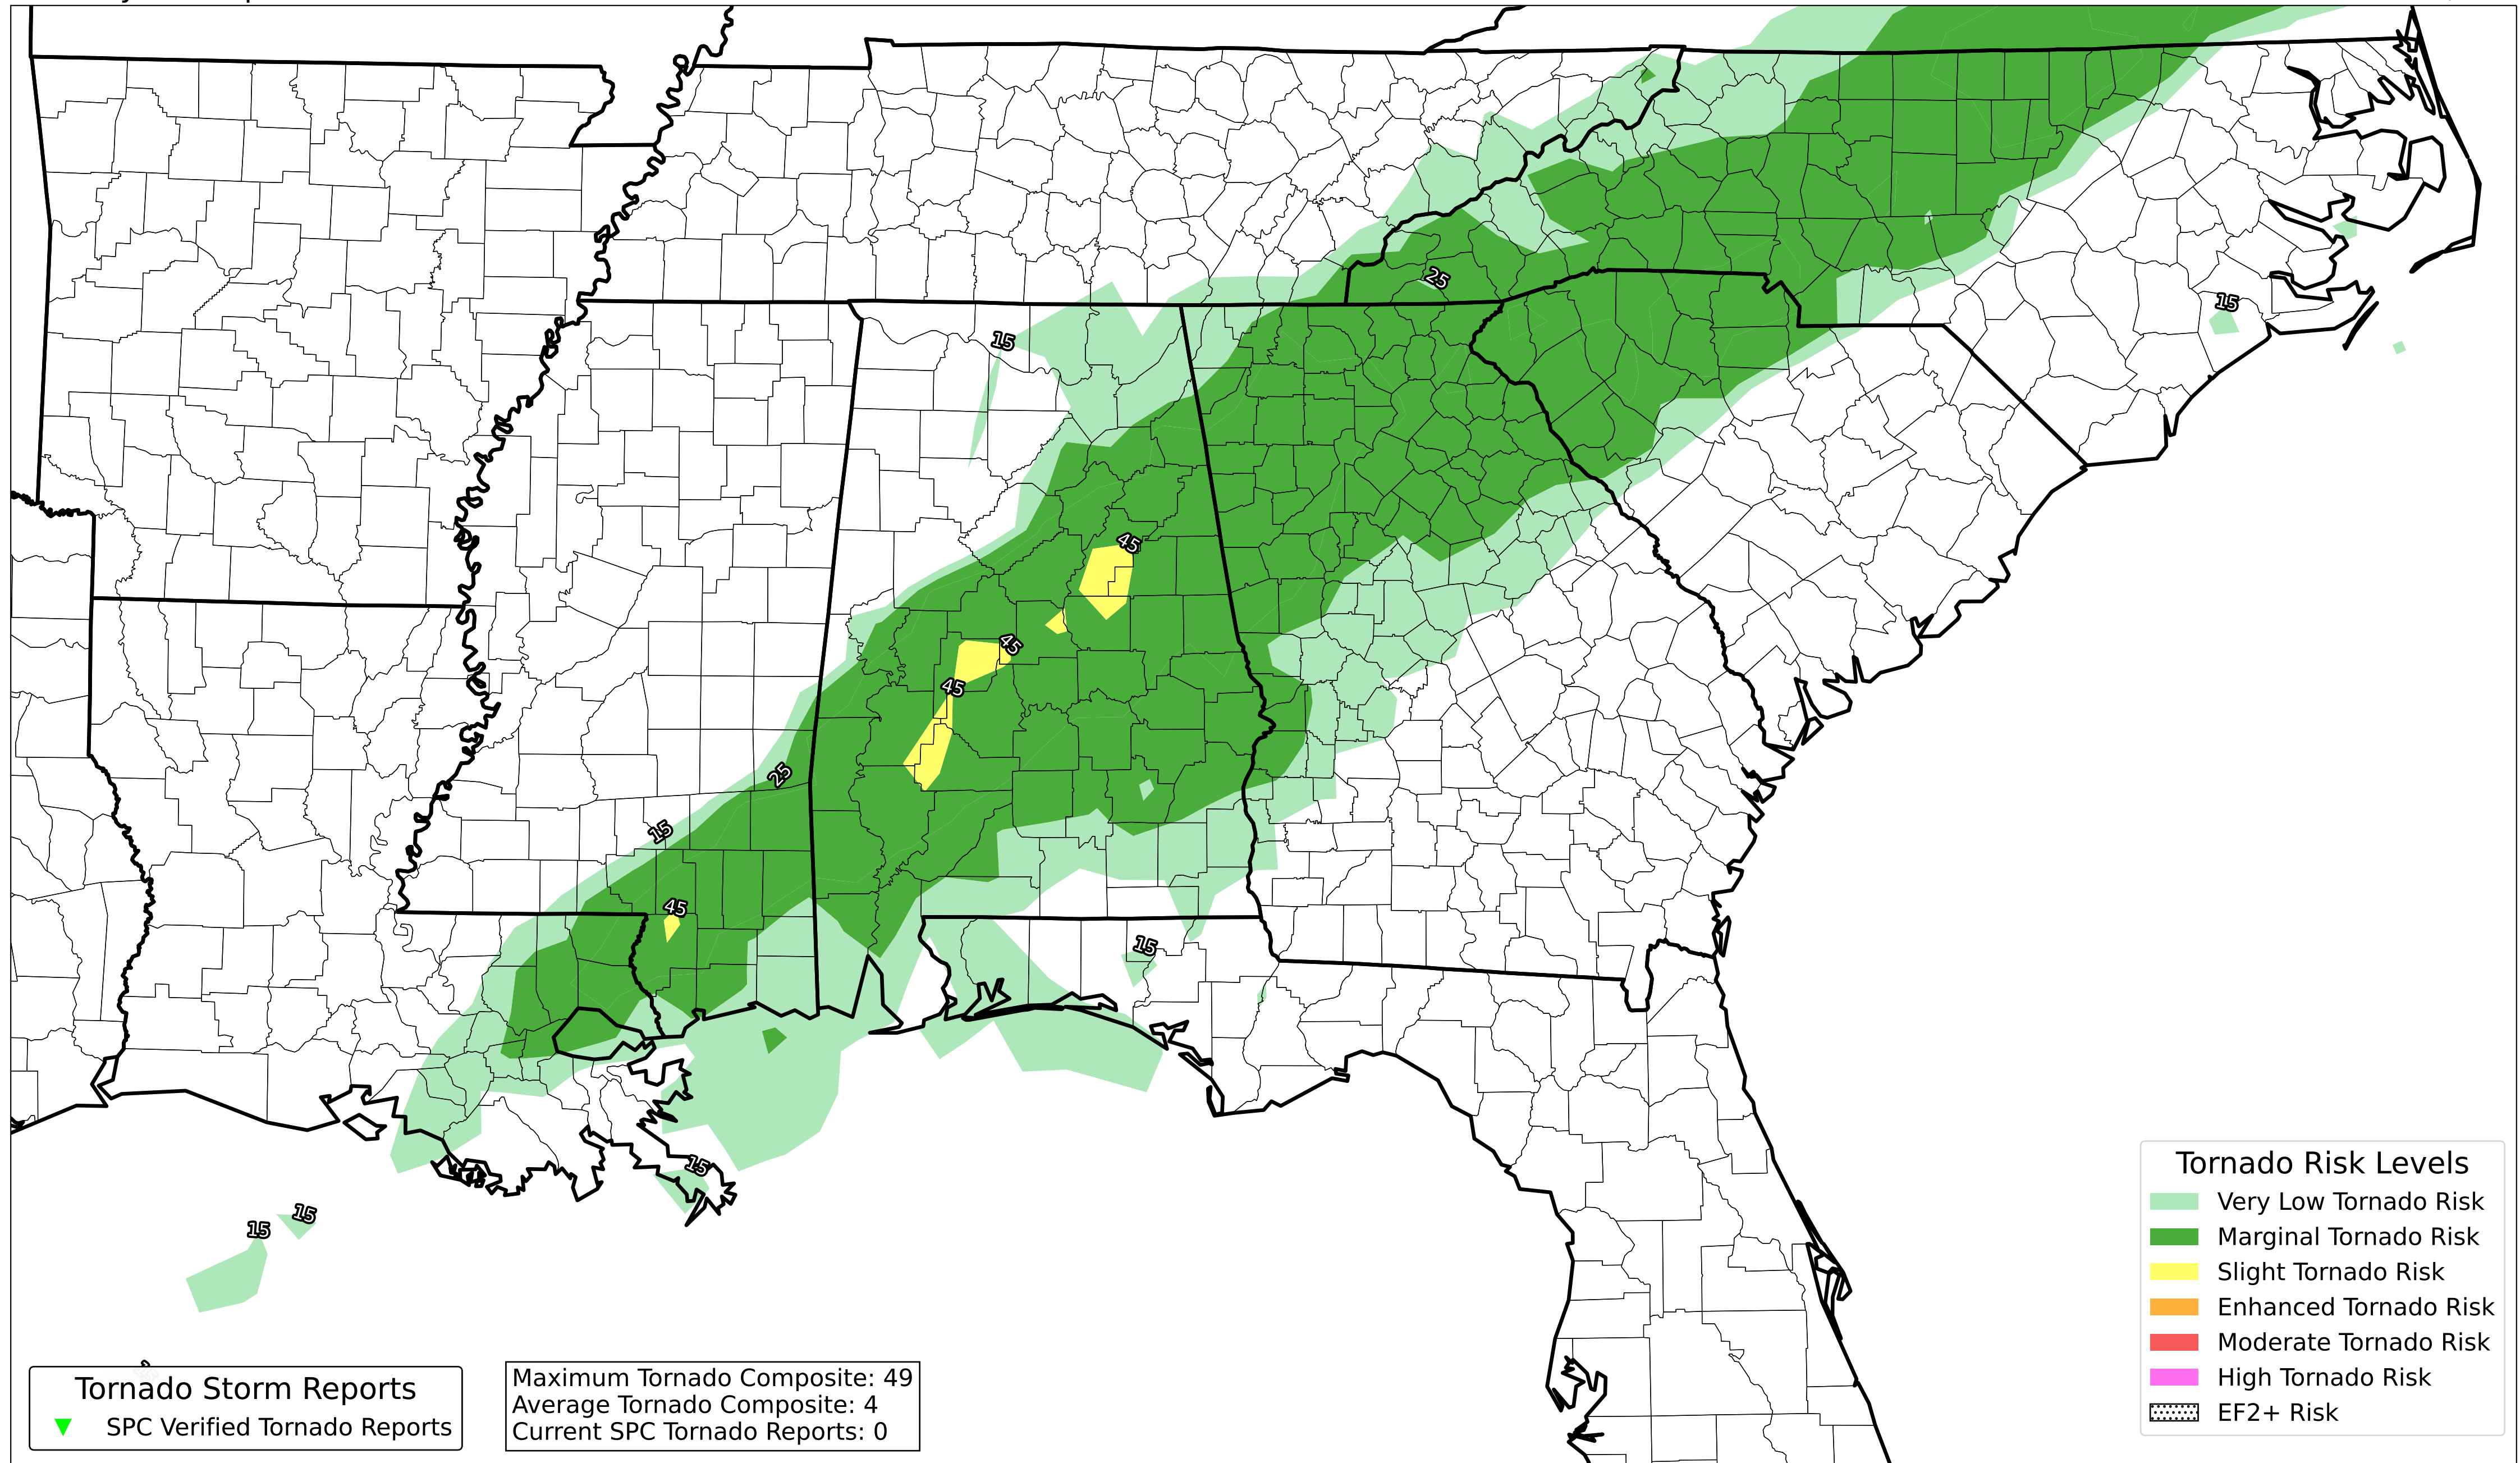 25
15
15
45
45
45
25
15
45
15
15
15
15
Tornado Risk Levels
Very Low Tornado Risk
Marginal Tornado Risk
Slight Tornado Risk
Enhanced Tornado Risk
Moderate Tornado Risk
High Tornado Risk
EF2+ Risk
Tornado Storm Reports
SPC Verified Tornado Reports
Maximum Tornado Composite: 49
Average Tornado Composite: 4
Current SPC Tornado Reports: 0